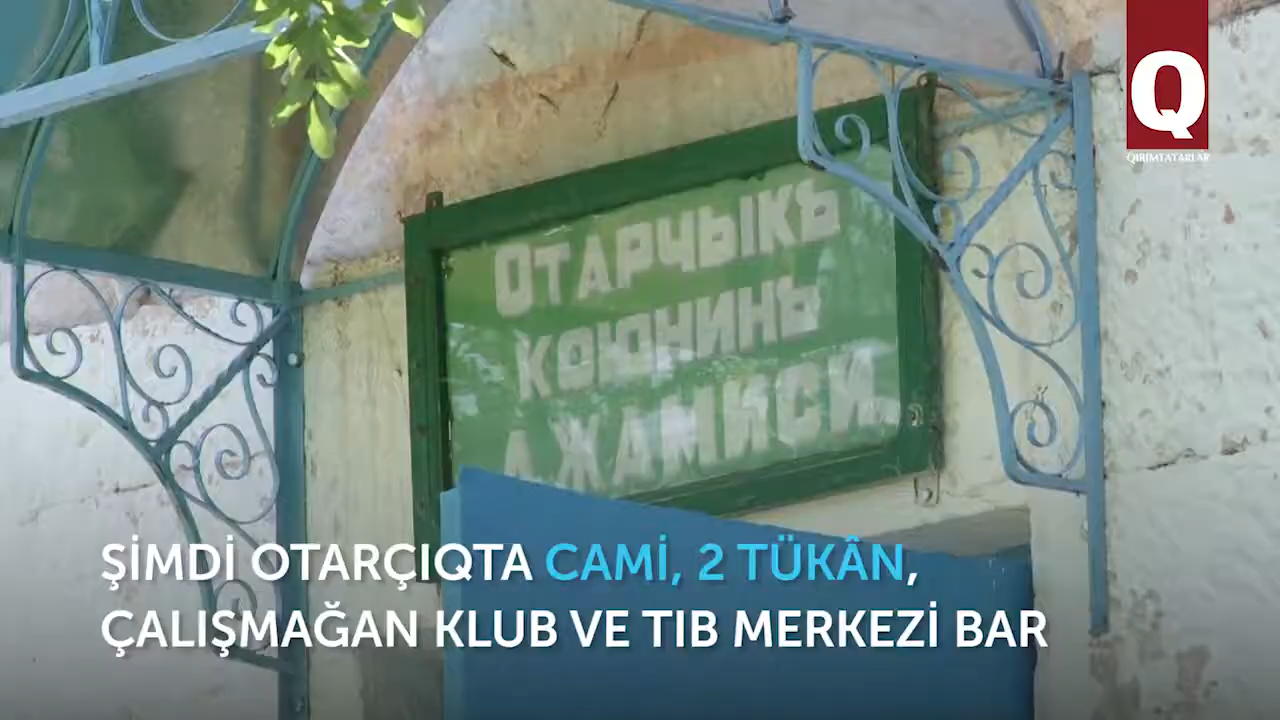 Q
QIRIMTATARLAR
ОТАРЧЫКЪ
КОЮНИНЪ
ДЖАМИСИ
ŞİMDİ OTARÇIQTA CAMİ, 2 TÜKÂN,
ÇALIŞMAĞAN KLUB VE TIB MERKEZİ BAR